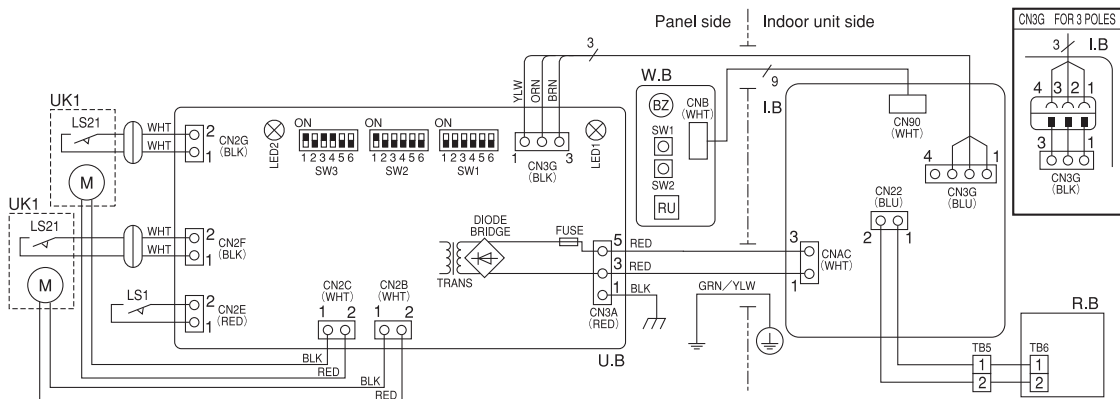 Panel side
Indoor unit side
CN3G FOR 3 POLES
3
I.B
4 3 2 1
3 1
CN3G
(BLK)
3
9
W.B
I.B
BZ
CNB
(WHT)
SW1
SW2
RU
CN90
(WHT)
4 1
CN3G
(BLU)
CN22
(BLU)
2 1
3
1
CNAC
(WHT)
UK1
LS21
WHT
WHT
2
1
CN2G
(BLK)
M
UK1
LS21
WHT
WHT
2
1
CN2F
(BLK)
M
LS1
2
1
CN2E
(RED)
LED2
ON
1 2 3 4 5 6
SW3
ON
1 2 3 4 5 6
SW2
ON
1 2 3 4 5 6
SW1
YLW
ORN
BRN
1 3
CN3G
(BLK)
LED1
DIODE
BRIDGE
TRANS
FUSE
5
3
1
RED
RED
BLK
CN3A
(RED)
GRN/YLW
CN2C
(WHT)
1 2
CN2B
(WHT)
1 2
BLK
RED
BLK
RED
U.B
R.B
TB5
1
2
TB6
1
2